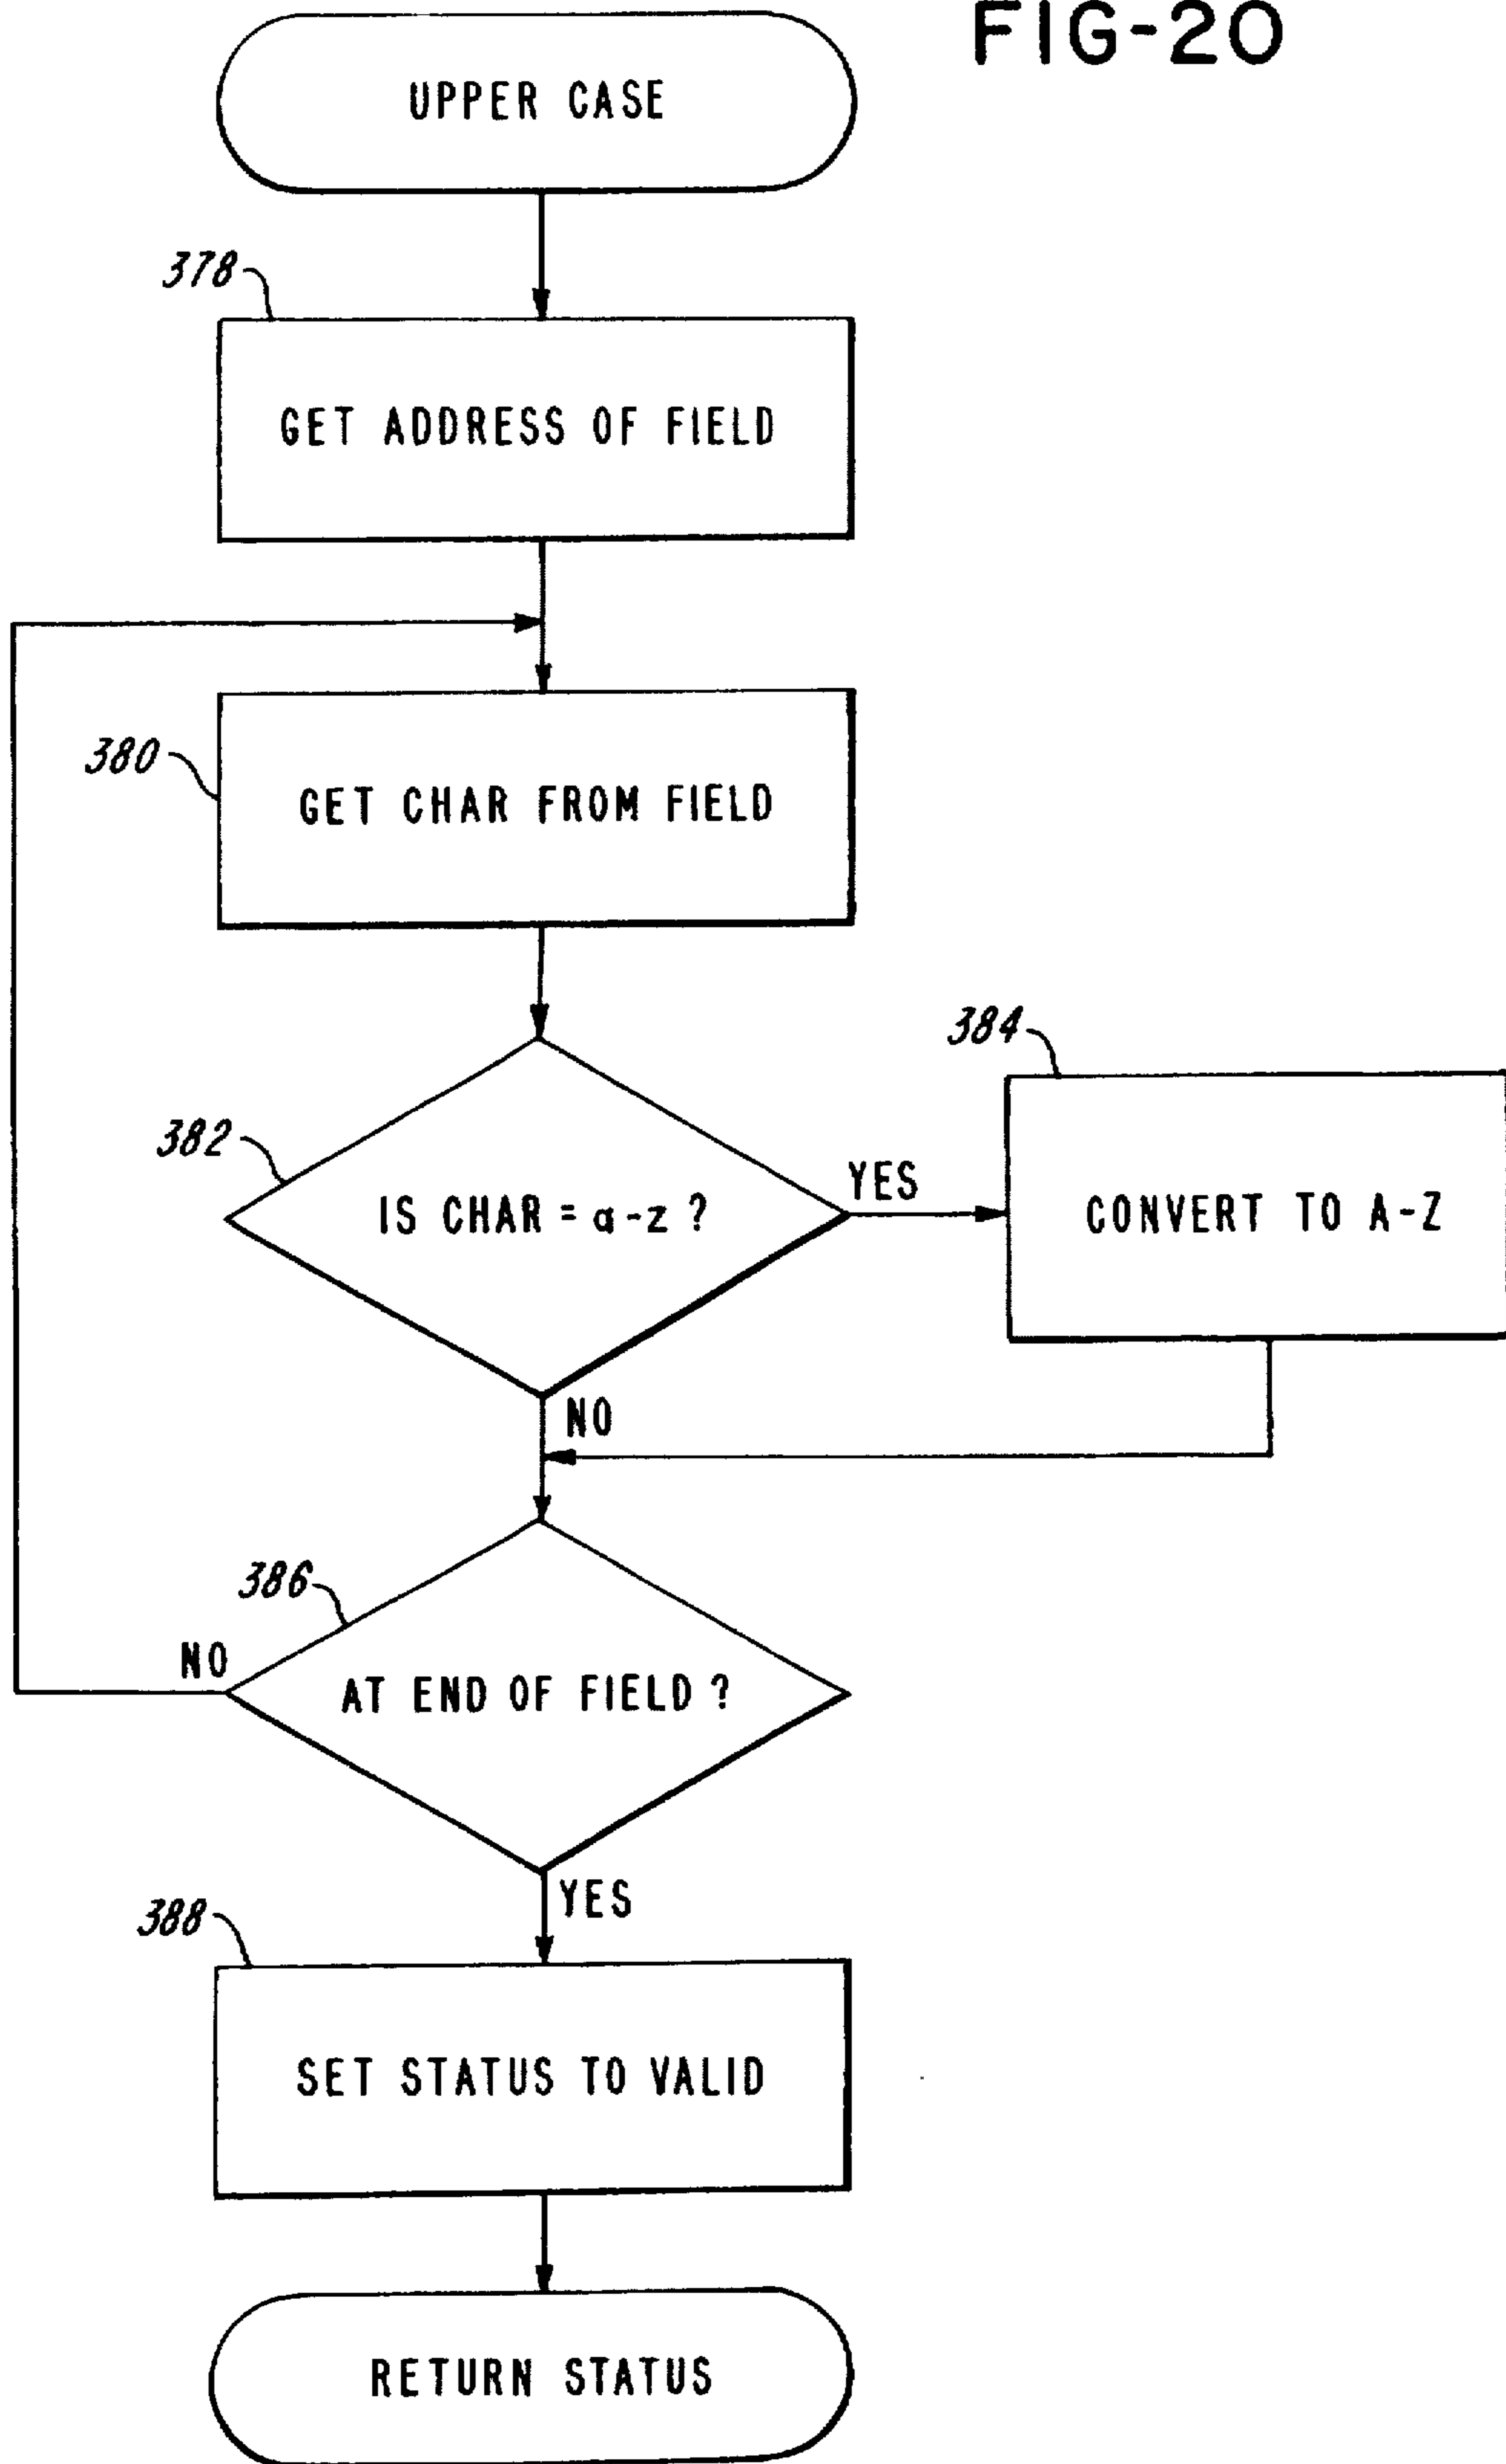 FIG-20
UPPER CASE
378
GET ADDRESS OF FIELD
380
GET CHAR FROM FIELD
382
IS CHAR = a-z ?
YES
384
CONVERT TO A-Z
NO
386
NO
AT END OF FIELD ?
YES
388
SET STATUS TO VALID
RETURN STATUS